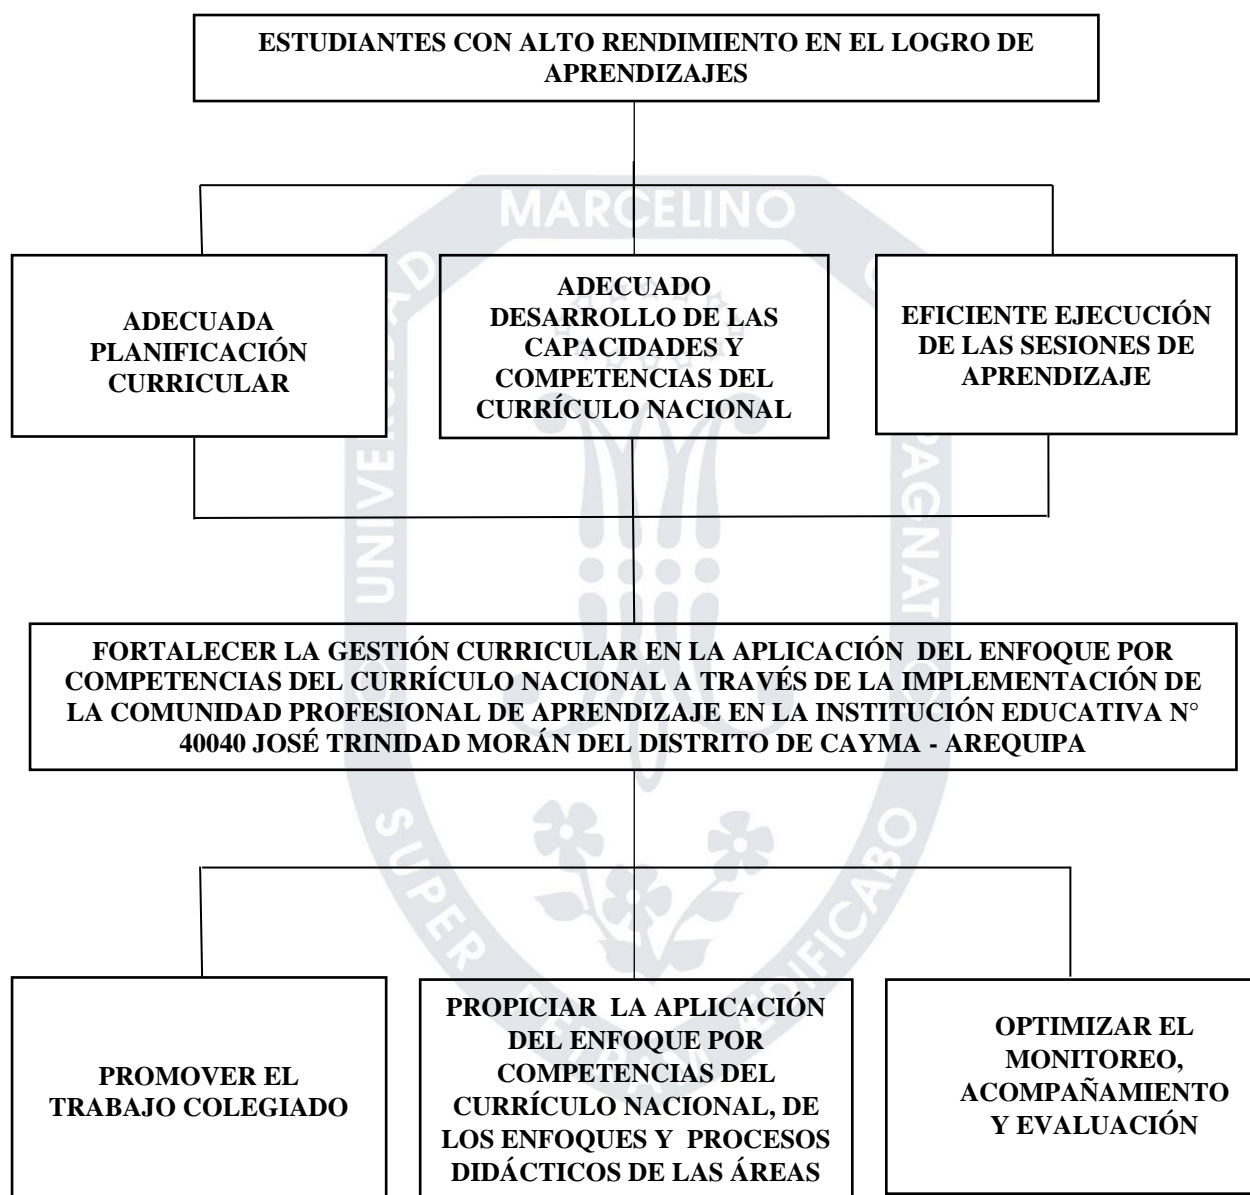 ESTUDIANTES CON ALTO RENDIMIENTO EN EL LOGRO DE
APRENDIZAJES
ADECUADA
PLANIFICACIÓN
CURRICULAR
ADECUADO
DESARROLLO DE LAS
CAPACIDADES Y
COMPETENCIAS DEL
CURRÍCULO NACIONAL
EFICIENTE EJECUCIÓN
DE LAS SESIONES DE
APRENDIZAJE
FORTALECER LA GESTIÓN CURRICULAR EN LA APLICACIÓN DEL ENFOQUE POR
COMPETENCIAS DEL CURRÍCULO NACIONAL A TRAVÉS DE LA IMPLEMENTACIÓN DE
LA COMUNIDAD PROFESIONAL DE APRENDIZAJE EN LA INSTITUCIÓN EDUCATIVA N°
40040 JOSÉ TRINIDAD MORÁN DEL DISTRITO DE CAYMA - AREQUIPA
PROMOVER EL
TRABAJO COLEGIADO
PROPICIAR LA APLICACIÓN
DEL ENFOQUE POR
COMPETENCIAS DEL
CURRÍCULO NACIONAL, DE
LOS ENFOQUES Y PROCESOS
DIDÁCTICOS DE LAS ÁREAS
OPTIMIZAR EL
MONITOREO,
ACOMPAÑAMIENTO
Y EVALUACIÓN
MARCELINO
SUPER